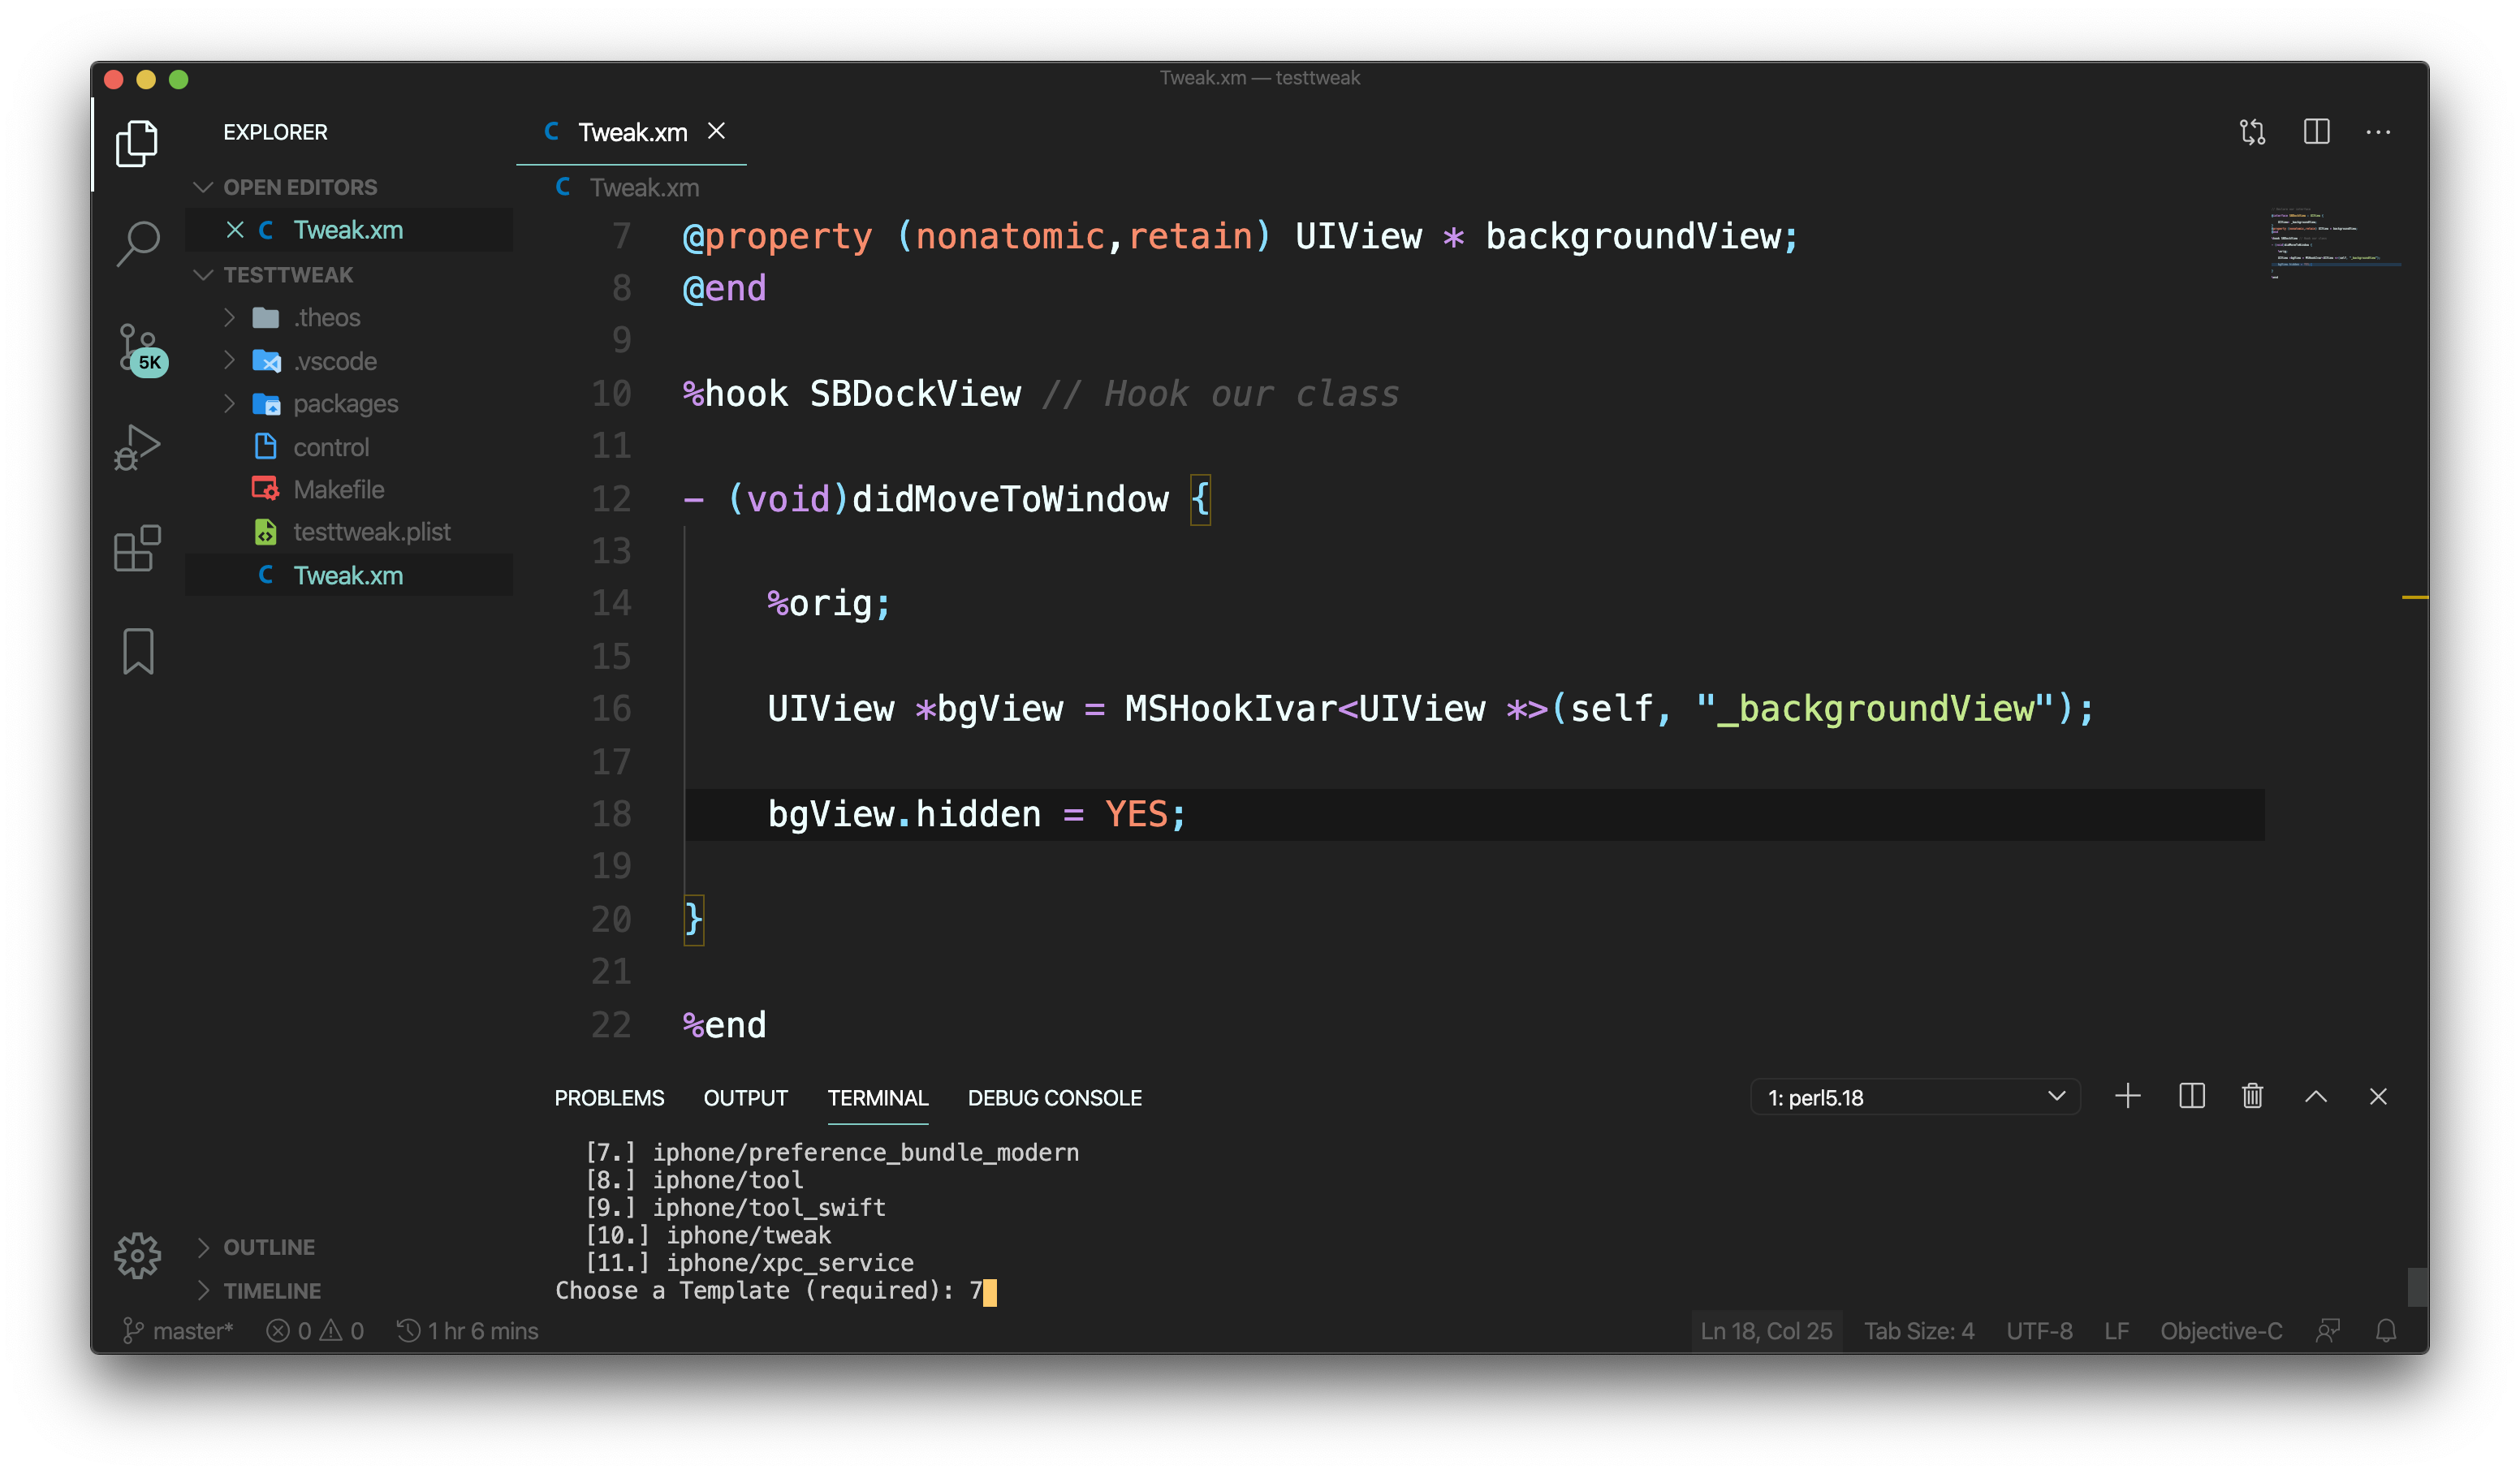 Tweak.xm — testtweak
EXPLORER
OPEN EDITORS
C Tweak.xm
TESTTWEAK
.theos
.vscode
packages
control
Makefile
testtweak.plist
C Tweak.xm
5K
OUTLINE
TIMELINE
C Tweak.xm
C Tweak.xm
7 @property (nonatomic,retain) UIView * backgroundView;
8 @end
9
10 %hook SBDockView // Hook our class
11
12 - (void)didMoveToWindow {
13
14 %orig;
15
16 UIView *bgView = MSHookIvar<UIView *>(self, "_backgroundView");
17
18 bgView.hidden = YES;
19
20 }
21
22 %end
PROBLEMS OUTPUT TERMINAL DEBUG CONSOLE 1: perl5.18
[7.] iphone/preference_bundle_modern
[8.] iphone/tool
[9.] iphone/tool_swift
[10.] iphone/tweak
[11.] iphone/xpc_service
Choose a Template (required): 7
master* 0 0 1 hr 6 mins Ln 18, Col 25 Tab Size: 4 UTF-8 LF Objective-C